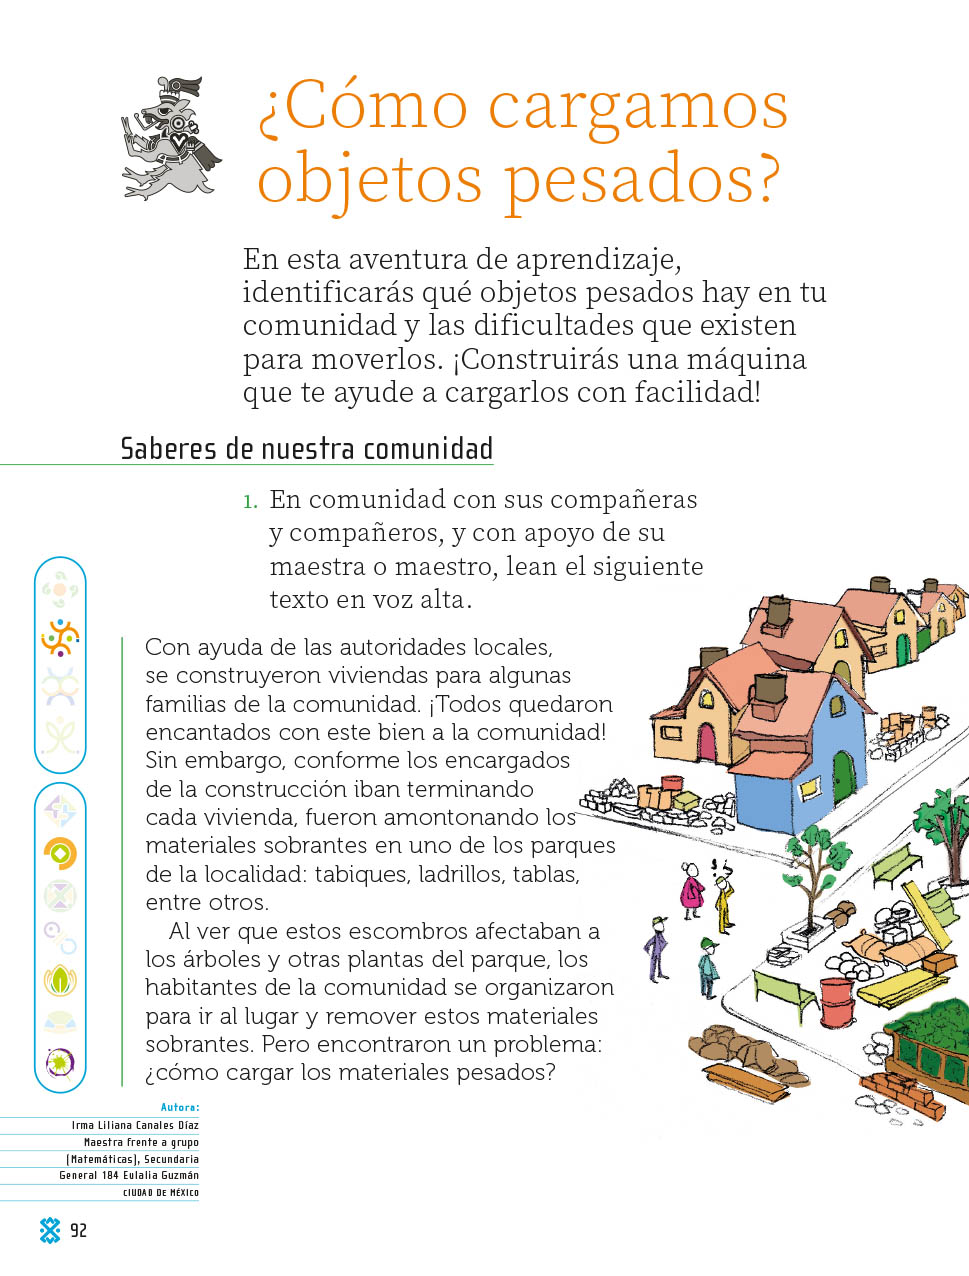 ¿Cómo cargamos
objetos pesados?
En esta aventura de aprendizaje,
identificarás qué objetos pesados hay en tu
comunidad y las dificultades que existen
para moverlos. ¡Construirás una máquina
que te ayude a cargarlos con facilidad!
Saberes de nuestra comunidad
1. En comunidad con sus compañeras
y compañeros, y con apoyo de su
maestra o maestro, lean el siguiente
texto en voz alta.
Con ayuda de las autoridades locales,
se construyeron viviendas para algunas
familias de la comunidad. ¡Todos quedaron
encantados con este bien a la comunidad!
Sin embargo, conforme los encargados
de la construcción iban terminando
cada vivienda, fueron amontonando los
materiales sobrantes en uno de los parques
de la localidad: tabiques, ladrillos, tablas,
entre otros.
Al ver que estos escombros afectaban a
los árboles y otras plantas del parque, los
habitantes de la comunidad se organizaron
para ir al lugar y remover estos materiales
sobrantes. Pero encontraron un problema:
¿cómo cargar los materiales pesados?
Autora:
Irma Liliana Canales Díaz
Maestra frente a grupo
(Matemáticas), Secundaria
General 184 Eulalia Guzmán
CIUDAD DE MÉXICO
92